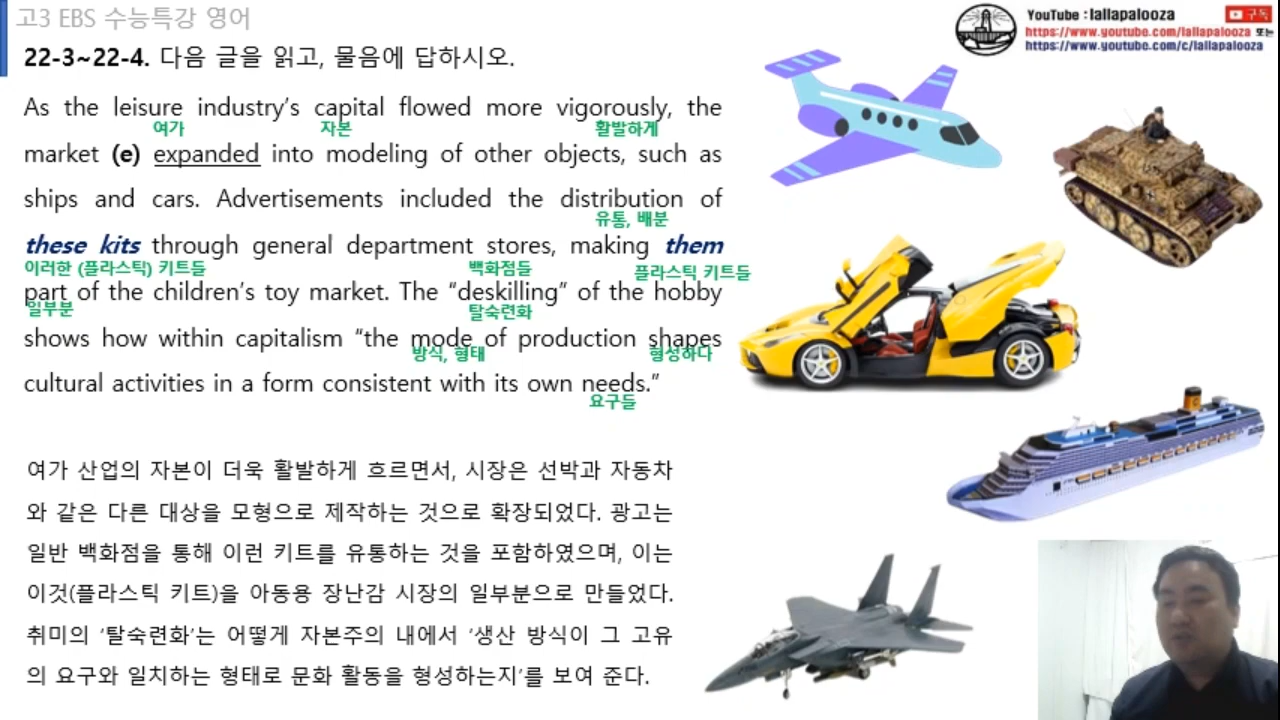 고3 EBS 수능특강 영어
YouTube : lallapalooza
구독
https://www.youtube.com/lallapalooza 또는
https://www.youtube.com/c/lallapalooza
22-3~22-4. 다음 글을 읽고, 물음에 답하시오.
As the leisure industry's capital flowed more vigorously, the
여가 자본 활발하게
market (e) expanded into modeling of other objects, such as
ships and cars. Advertisements included the distribution of
유통, 배분
these kits through general department stores, making them
이러한 (플라스틱) 키트들 백화점들 플라스틱 키트들
part of the children's toy market. The “deskilling” of the hobby
일부분 탈숙련화
shows how within capitalism “the mode of production shapes
방식, 형태 형성하다
cultural activities in a form consistent with its own needs.”
요구들
여가 산업의 자본이 더욱 활발하게 흐르면서, 시장은 선박과 자동차
와 같은 다른 대상을 모형으로 제작하는 것으로 확장되었다. 광고는
일반 백화점을 통해 이런 키트를 유통하는 것을 포함하였으며, 이는
이것(플라스틱 키트)을 아동용 장난감 시장의 일부분으로 만들었다.
취미의 ‘탈숙련화’는 어떻게 자본주의 내에서 ‘생산 방식이 그 고유
의 요구와 일치하는 형태로 문화 활동을 형성하는지’를 보여 준다.